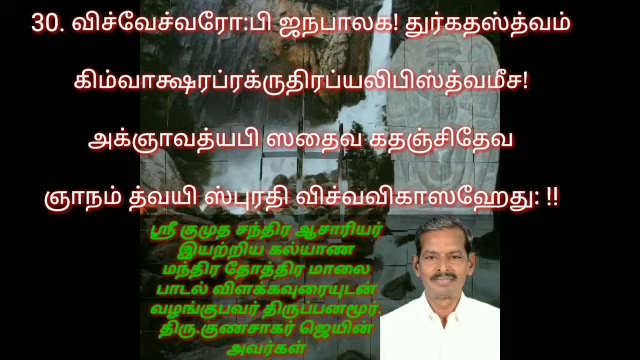 30. விச்வேச்வரோ:பி ஜநபாலக! துர்கதஸ்த்வம்
கிம்வாக்ஷரப்ரக்ருதிரப்யலிபிஸ்த்வமீச!
அக்ஞாவத்யபி ஸதைவ கதஞ்சிதேவ
ஞாநம் த்வயி ஸ்புரதி விச்வவிகாஸஹேது: !!
ஸ்ரீ குமுத சந்திர ஆசாரியர்
இயற்றிய கல்யாண
மந்திர தோத்திர மாலை
பாடல் விளக்கவுரையுடன்
வழங்குபவர் திருப்பனமூர்.
திரு.குணசாகர் ஜெயின்
அவர்கள்